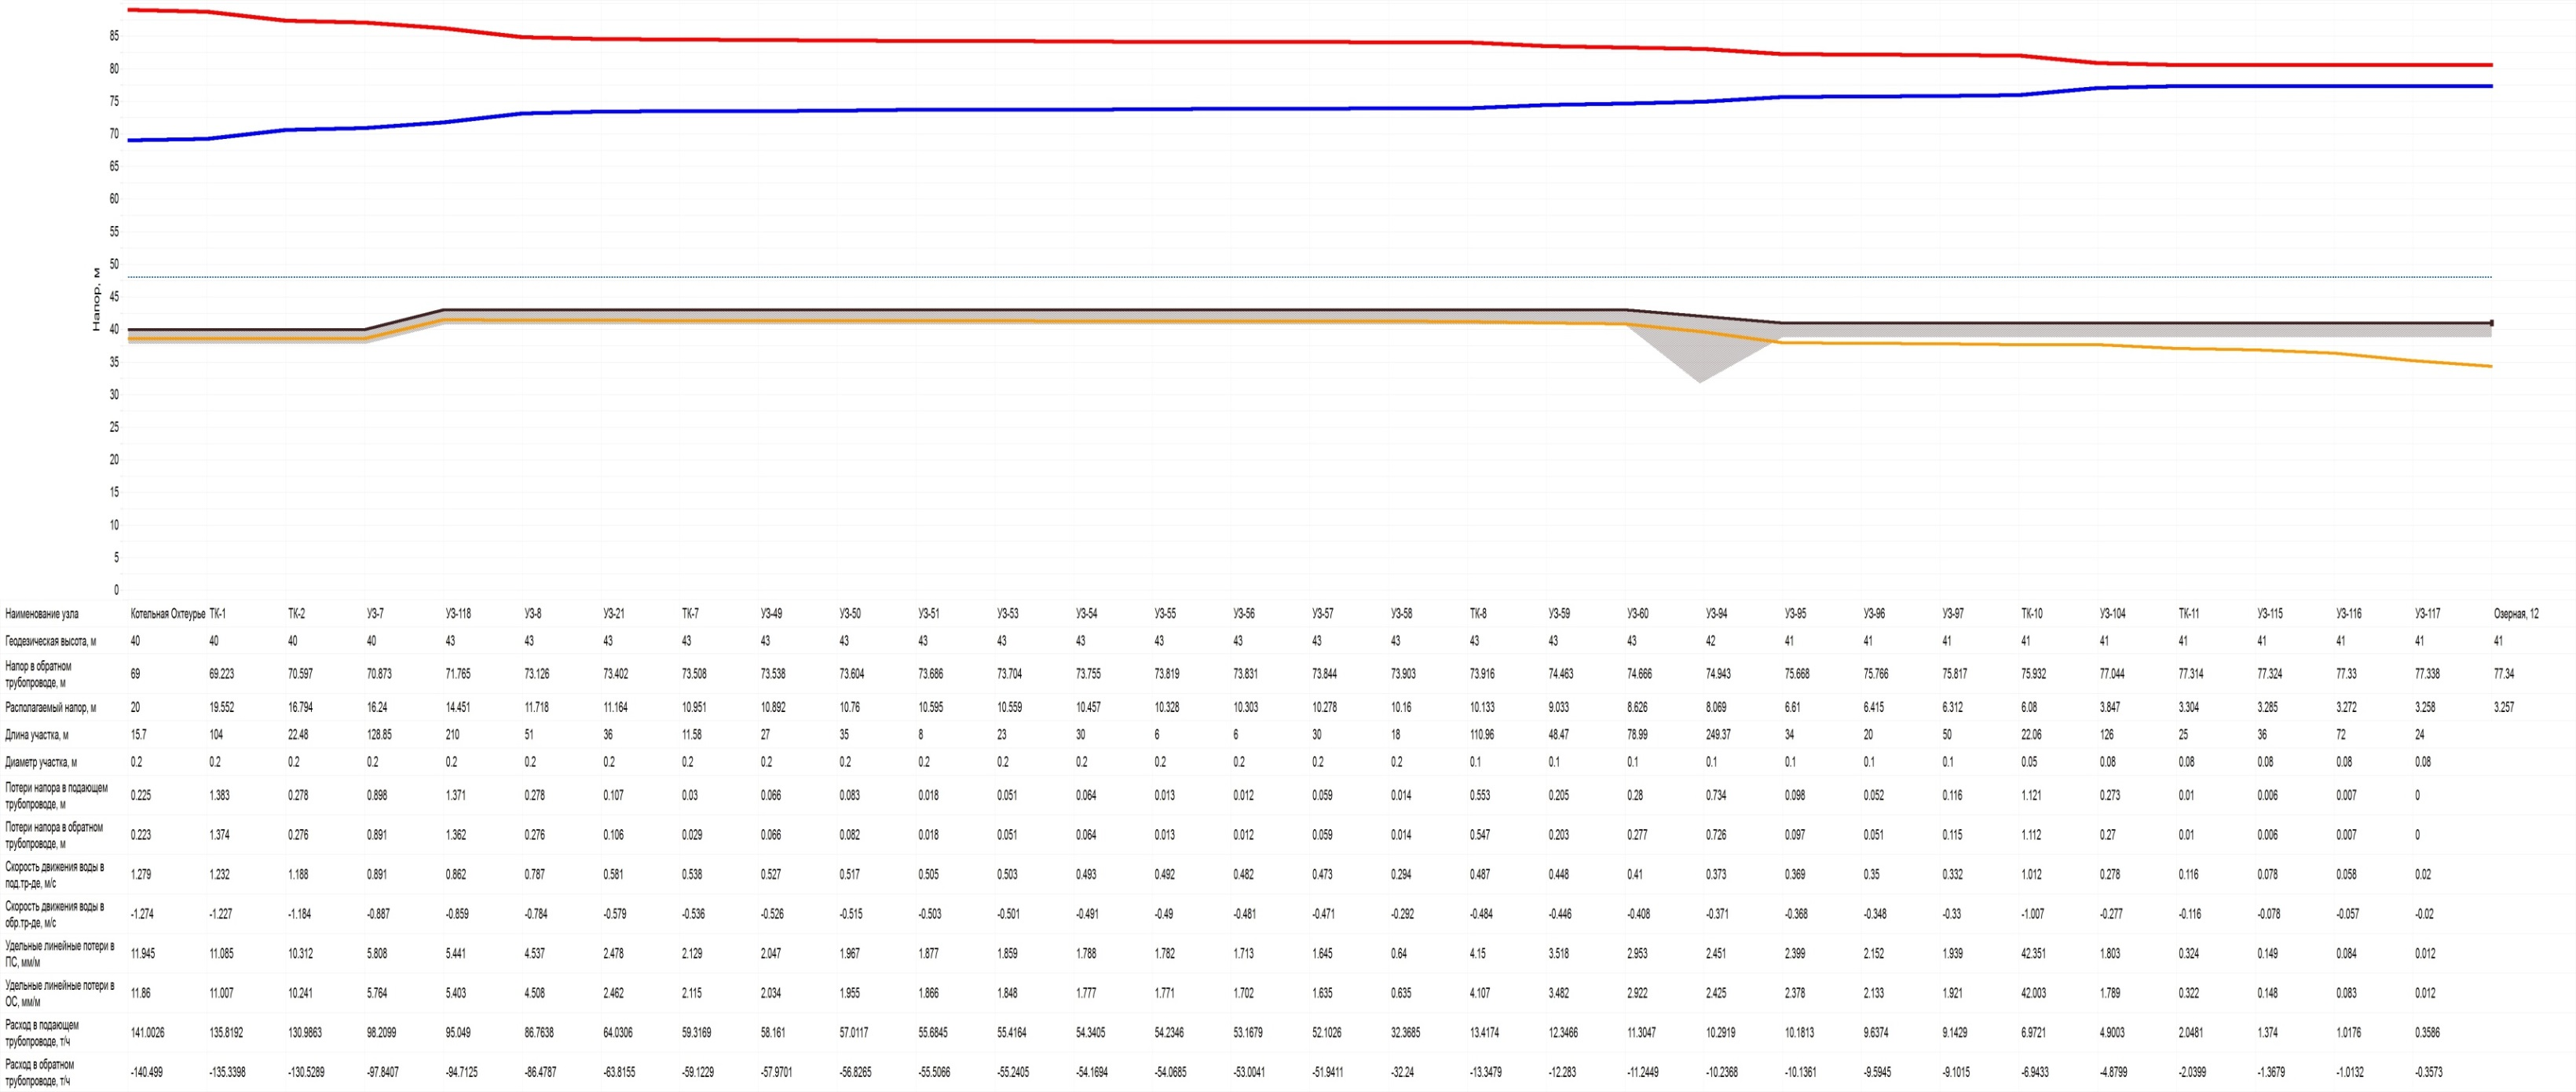 85
80
75
70
65
60
55
50
45
40
35
30
25
20
15
10
5
0
Напор, м
Наименование узла Котельная Охтеурье ТК-1 ТК-2 УЗ-7 УЗ-118 УЗ-8 УЗ-21 ТК-7 УЗ-49 УЗ-50 УЗ-51 УЗ-53 УЗ-54 УЗ-55 УЗ-56 УЗ-57 УЗ-58 ТК-8 УЗ-59 УЗ-60 УЗ-94 УЗ-95 УЗ-96 УЗ-97 ТК-10 УЗ-104 ТК-11 УЗ-115 УЗ-116 УЗ-117 Озерная, 12
Геодезическая высота, м 40 40 40 40 43 43 43 43 43 43 43 43 43 43 43 43 43 43 43 43 42 41 41 41 41 41 41 41 41 41 41
Напор в обратном
трубопроводе, м 69 69.223 70.597 70.873 71.765 73.126 73.402 73.508 73.538 73.604 73.686 73.704 73.755 73.819 73.831 73.844 73.903 73.916 74.463 74.666 74.943 75.668 75.766 75.817 75.932 77.044 77.314 77.324 77.33 77.338 77.34
Располагаемый напор, м 20 19.552 16.794 16.24 14.451 11.718 11.164 10.951 10.892 10.76 10.595 10.559 10.457 10.328 10.303 10.278 10.16 10.133 9.033 8.626 8.069 6.61 6.415 6.312 6.08 3.847 3.304 3.285 3.272 3.258 3.257
Длина участка, м 15.7 104 22.48 128.85 210 51 36 11.58 27 35 8 23 30 6 6 30 18 110.96 48.47 78.99 249.37 34 20 50 22.06 126 25 36 72 24
Диаметр участка, м 0.2 0.2 0.2 0.2 0.2 0.2 0.2 0.2 0.2 0.2 0.2 0.2 0.2 0.2 0.2 0.2 0.2 0.1 0.1 0.1 0.1 0.1 0.1 0.1 0.05 0.08 0.08 0.08 0.08 0.08
Потери напора в подающем
трубопроводе, м 0.225 1.383 0.278 0.898 1.371 0.278 0.107 0.03 0.066 0.083 0.018 0.051 0.064 0.013 0.012 0.059 0.014 0.553 0.205 0.28 0.734 0.098 0.052 0.116 1.121 0.273 0.01 0.006 0.007 0
Потери напора в обратном
трубопроводе, м 0.223 1.374 0.276 0.891 1.362 0.276 0.106 0.029 0.066 0.082 0.018 0.051 0.064 0.013 0.012 0.059 0.014 0.547 0.203 0.277 0.726 0.097 0.051 0.115 1.112 0.27 0.01 0.006 0.007 0
Скорость движения воды в
под.тр-де, м/с 1.279 1.232 1.188 0.891 0.862 0.787 0.581 0.538 0.527 0.517 0.505 0.503 0.493 0.492 0.482 0.473 0.294 0.487 0.448 0.41 0.373 0.369 0.35 0.332 1.012 0.278 0.116 0.078 0.058 0.02
Скорость движения воды в
обр.тр-де, м/с -1.274 -1.227 -1.184 -0.887 -0.859 -0.784 -0.579 -0.536 -0.526 -0.515 -0.503 -0.501 -0.491 -0.49 -0.481 -0.471 -0.292 -0.484 -0.446 -0.408 -0.371 -0.368 -0.348 -0.33 -1.007 -0.277 -0.116 -0.078 -0.057 -0.02
Удельные линейные потери в
ПС, мм/м 11.945 11.085 10.312 5.808 5.441 4.537 2.478 2.129 2.047 1.967 1.877 1.859 1.788 1.782 1.713 1.645 0.64 4.15 3.518 2.953 2.451 2.399 2.152 1.939 42.351 1.803 0.324 0.149 0.084 0.012
Удельные линейные потери в
ОС, мм/м 11.86 11.007 10.241 5.764 5.403 4.508 2.462 2.115 2.034 1.955 1.866 1.848 1.777 1.771 1.702 1.635 0.635 4.107 3.482 2.922 2.425 2.378 2.133 1.921 42.003 1.789 0.322 0.148 0.083 0.012
Расход в подающем
трубопроводе, т/ч 141.0026 135.8192 130.9863 98.2099 95.049 86.7638 64.0306 59.3169 58.161 57.0117 55.6845 55.4164 54.3405 54.2346 53.1679 52.1026 32.3685 13.4174 12.3466 11.3047 10.2919 10.1813 9.6374 9.1429 6.9721 4.9003 2.0481 1.374 1.0176 0.3586
Расход в обратном
трубопроводе, т/ч -140.499 -135.3398 -130.5289 -97.8407 -94.7125 -86.4787 -63.8155 -59.1229 -57.9701 -56.8265 -55.5066 -55.2405 -54.1694 -54.0685 -53.0041 -51.9411 -32.24 -13.3479 -12.283 -11.2449 -10.2368 -10.1361 -9.5945 -9.1015 -6.9433 -4.8799 -2.0399 -1.3679 -1.0132 -0.3573